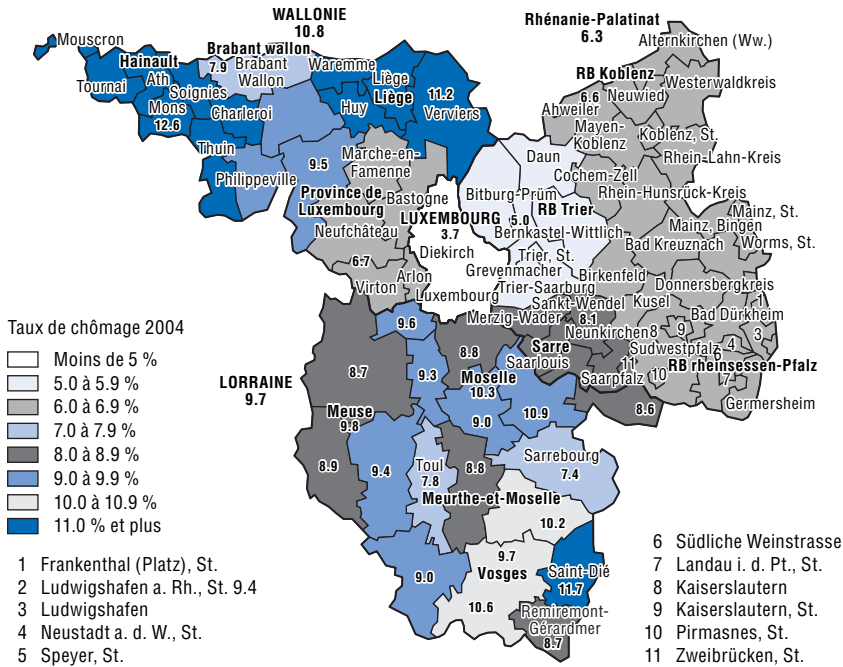 WALLONIE
10.8
Rhénanie-Palatinat
6.3
Mouscron
Hainault
Brabant wallon
7.9
Brabant
Wallon
Waremme
Alternkirchen (Ww.)
Tournai
Ath
Soignies
Mons
12.6
Charleroi
Liège
Liège
Huy
11.2
Verviers
RB Koblenz
6.6
Neuwied
Westerwaldkreis
Ahweiler
Mayen-
Koblenz
Koblenz, St.
Rhein-Lahn-Kreis
Thuin
Philippeville
9.5
Marche-en-
Famenne
Daun
Cochem-Zell
Rhein-Hunsrück-Kreis
Province de
Luxembourg
Bastogne
Bitburg-Prüm
5.0
RB Trier
Bernkastel-Wittlich
Mainz, St.
Mainz, Bingen
Worms, St.
Bad Kreuznach
Neufchâteau
6.7
LUXEMBOURG
3.7
Diekirch
Grevenmacher
Luxembourg
Trier, St.
Trier-Saarburg
Birkenfeld
Donnersbergkreis
Virton
Arlon
Merzig-Wader
Sankt-Wendel
8.1
Kusel
Bad Dürkheim
1
3
Neunkirchen
8
9
4
Sarre
Saarlouis
Saarpfalz
11
10
Sudwestpfalz
6
RB rheinsessen-Pfalz
7
Germersheim
8.6
Taux de chômage 2004
Moins de 5 %
5.0 à 5.9 %
6.0 à 6.9 %
7.0 à 7.9 %
8.0 à 8.9 %
9.0 à 9.9 %
10.0 à 10.9 %
11.0 % et plus
LORRAINE
9.7
9.6
8.7
9.3
8.8
Moselle
10.3
9.0
10.9
Meuse
9.8
8.9
9.4
Toul
7.8
8.8
Sarrebourg
7.4
Meurthe-et-Moselle
10.2
9.0
9.7
Vosges
10.6
Saint-Dié
11.7
Remiremont-
Gérardmer
8.7
1 Frankenthal (Platz), St.
2 Ludwigshafen a. Rh., St. 9.4
3 Ludwigshafen
4 Neustadt a. d. W., St.
5 Speyer, St.
6 Südliche Weinstrasse
7 Landau i. d. Pt., St.
8 Kaiserslautern
9 Kaiserslautern, St.
10 Pirmasnes, St.
11 Zweibrücken, St.